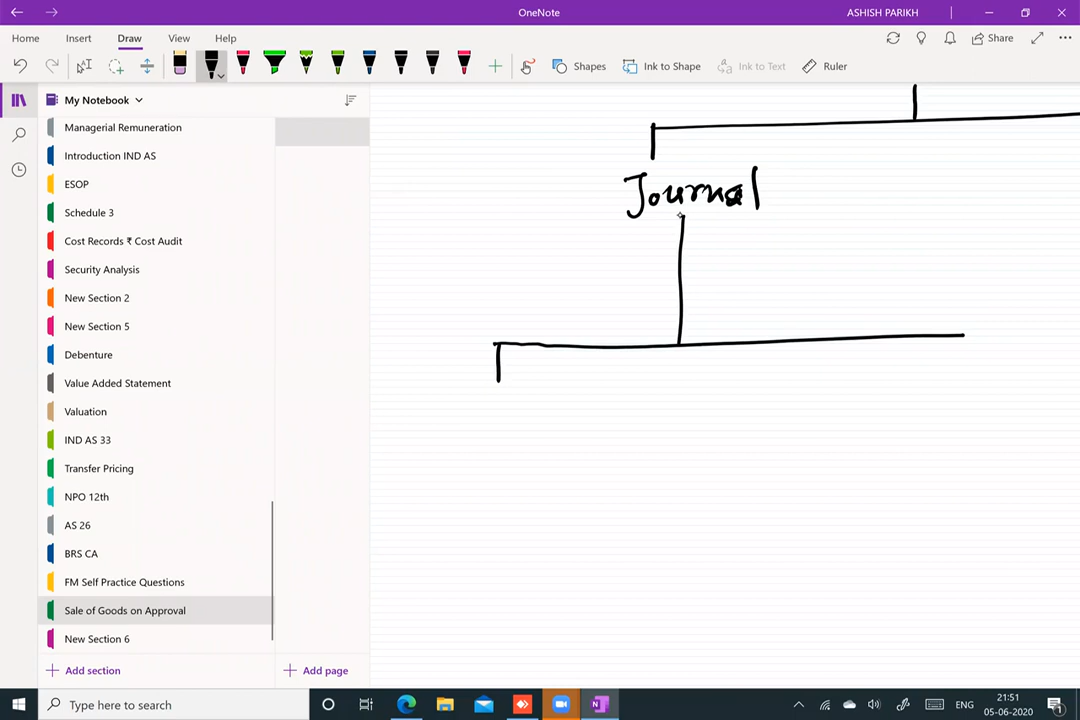 OneNote
ASHISH PARIKH
Home Insert Draw View Help
Share
Shapes Ink to Shape Ink to Text Ruler
My Notebook
Managerial Remuneration
Introduction IND AS
ESOP
Schedule 3
Cost Records ₹ Cost Audit
Security Analysis
New Section 2
New Section 5
Debenture
Value Added Statement
Valuation
IND AS 33
Transfer Pricing
NPO 12th
AS 26
BRS CA
FM Self Practice Questions
Sale of Goods on Approval
New Section 6
Add section
Add page
Journal
Type here to search
ENG
21:51
05-06-2020
1